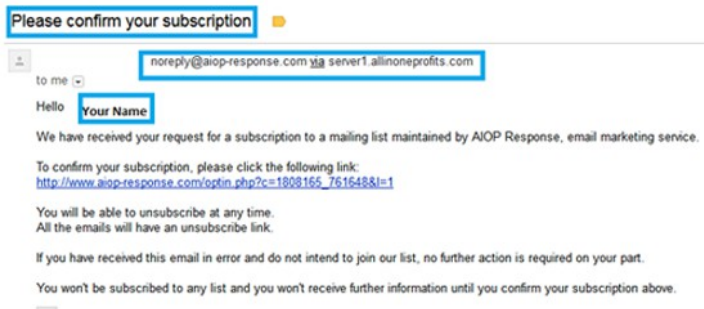 Please confirm your subscription
noreply@aiop-response.com via server1.allinoneprofits.com
to me
Hello Your Name
We have received your request for a subscription to a mailing list maintained by AIOP Response, email marketing service.
To confirm your subscription, please click the following link:
http://www.aiop-response.com/optin.php?c=1808165_761648&l=1
You will be able to unsubscribe at any time.
All the emails will have an unsubscribe link.
If you have received this email in error and do not intend to join our list, no further action is required on your part.
You won't be subscribed to any list and you won't receive further information until you confirm your subscription above.